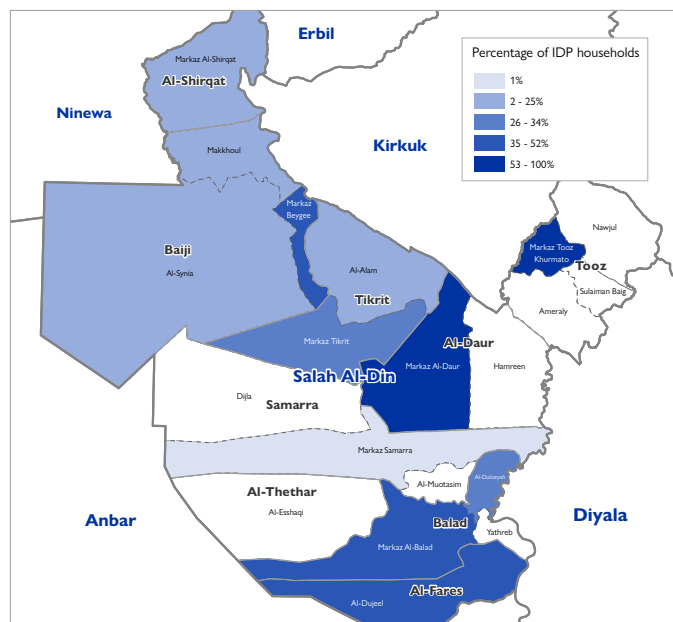 Erbil
Percentage of IDP households
1%
2 - 25%
26 - 34%
35 - 52%
53 - 100%
Markaz Al-Shirqat
Al-Shirqat
Ninewa
Kirkuk
Makkhoul
Markaz
Beygee
Nawjul
Markaz Tooz
Khurmato
Tooz
Baiji
Al-Synia
Al-Alam
Sulaiman Baig
Tikrit
Ameraly
Markaz Tikrit
Al-Daur
Markaz Al-Daur
Hamreen
Salah Al-Din
Dijla
Samarra
Markaz Samarra
Al-Muotasim
Al-Dalooyah
Al-Thethar
Al-Esshaqi
Anbar
Balad
Diyala
Yathreb
Markaz Al-Balad
Al-Fares
Al-Dujeel